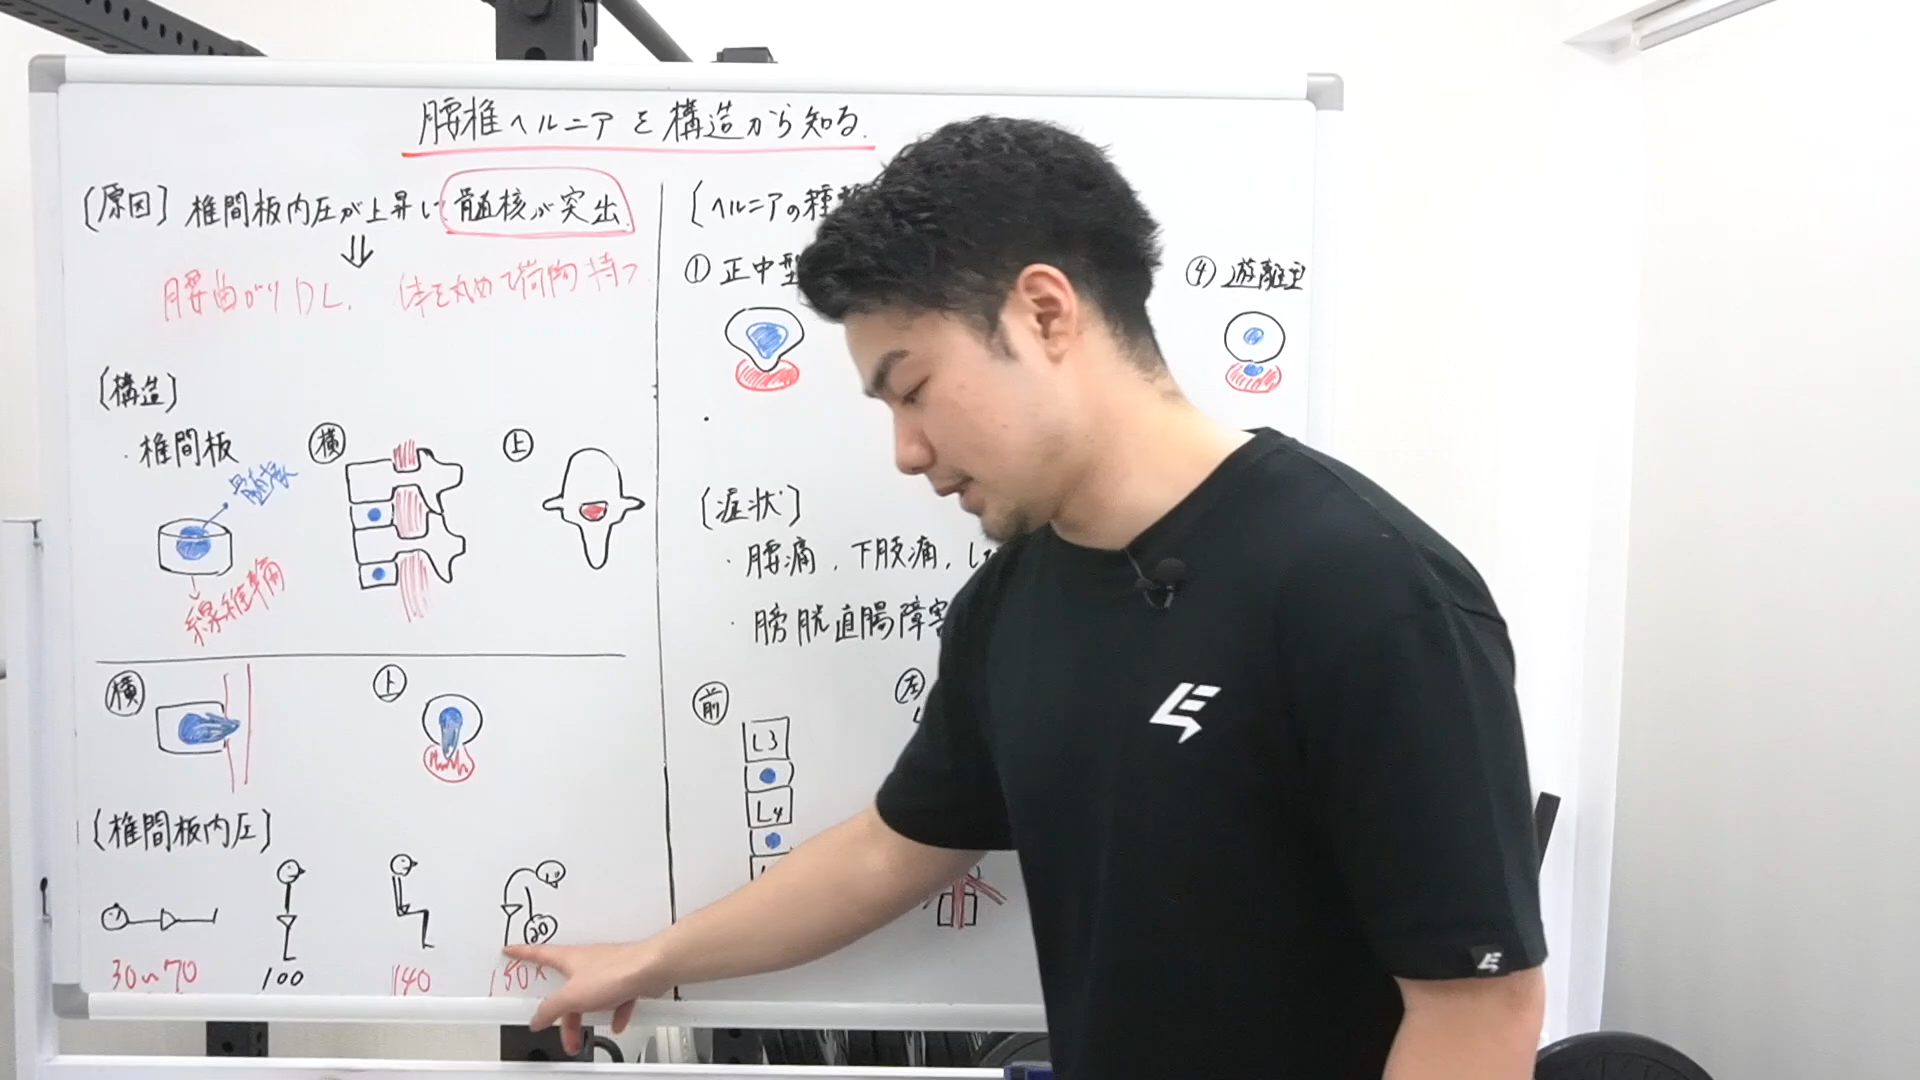 腰椎ヘルニアを構造から知る.
[原因] 椎間板内圧が上昇し 髄核が突出.
⇓
腰曲がりDL. 体を丸めて荷物持つ
[構造]
・椎間板
髄核
線維輪
横
上
横
上
[椎間板内圧]
20
30〜70
100
140
[ヘルニアの種
① 正中型
④ 遊離型
[症状]
・腰痛, 下肢痛, し
・膀胱直腸障害
前
左
L3
L4